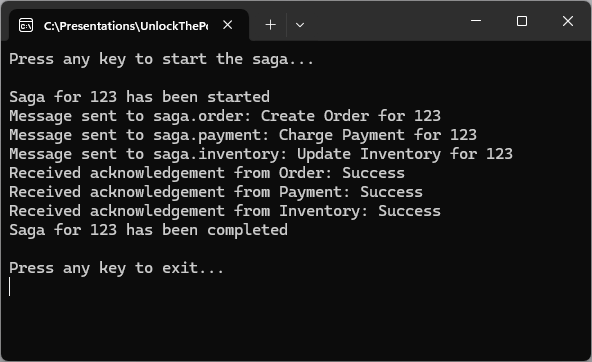 C:\Presentations\UnlockThePo
Press any key to start the saga...
Saga for 123 has been started
Message sent to saga.order: Create Order for 123
Message sent to saga.payment: Charge Payment for 123
Message sent to saga.inventory: Update Inventory for 123
Received acknowledgement from Order: Success
Received acknowledgement from Payment: Success
Received acknowledgement from Inventory: Success
Saga for 123 has been completed
Press any key to exit...